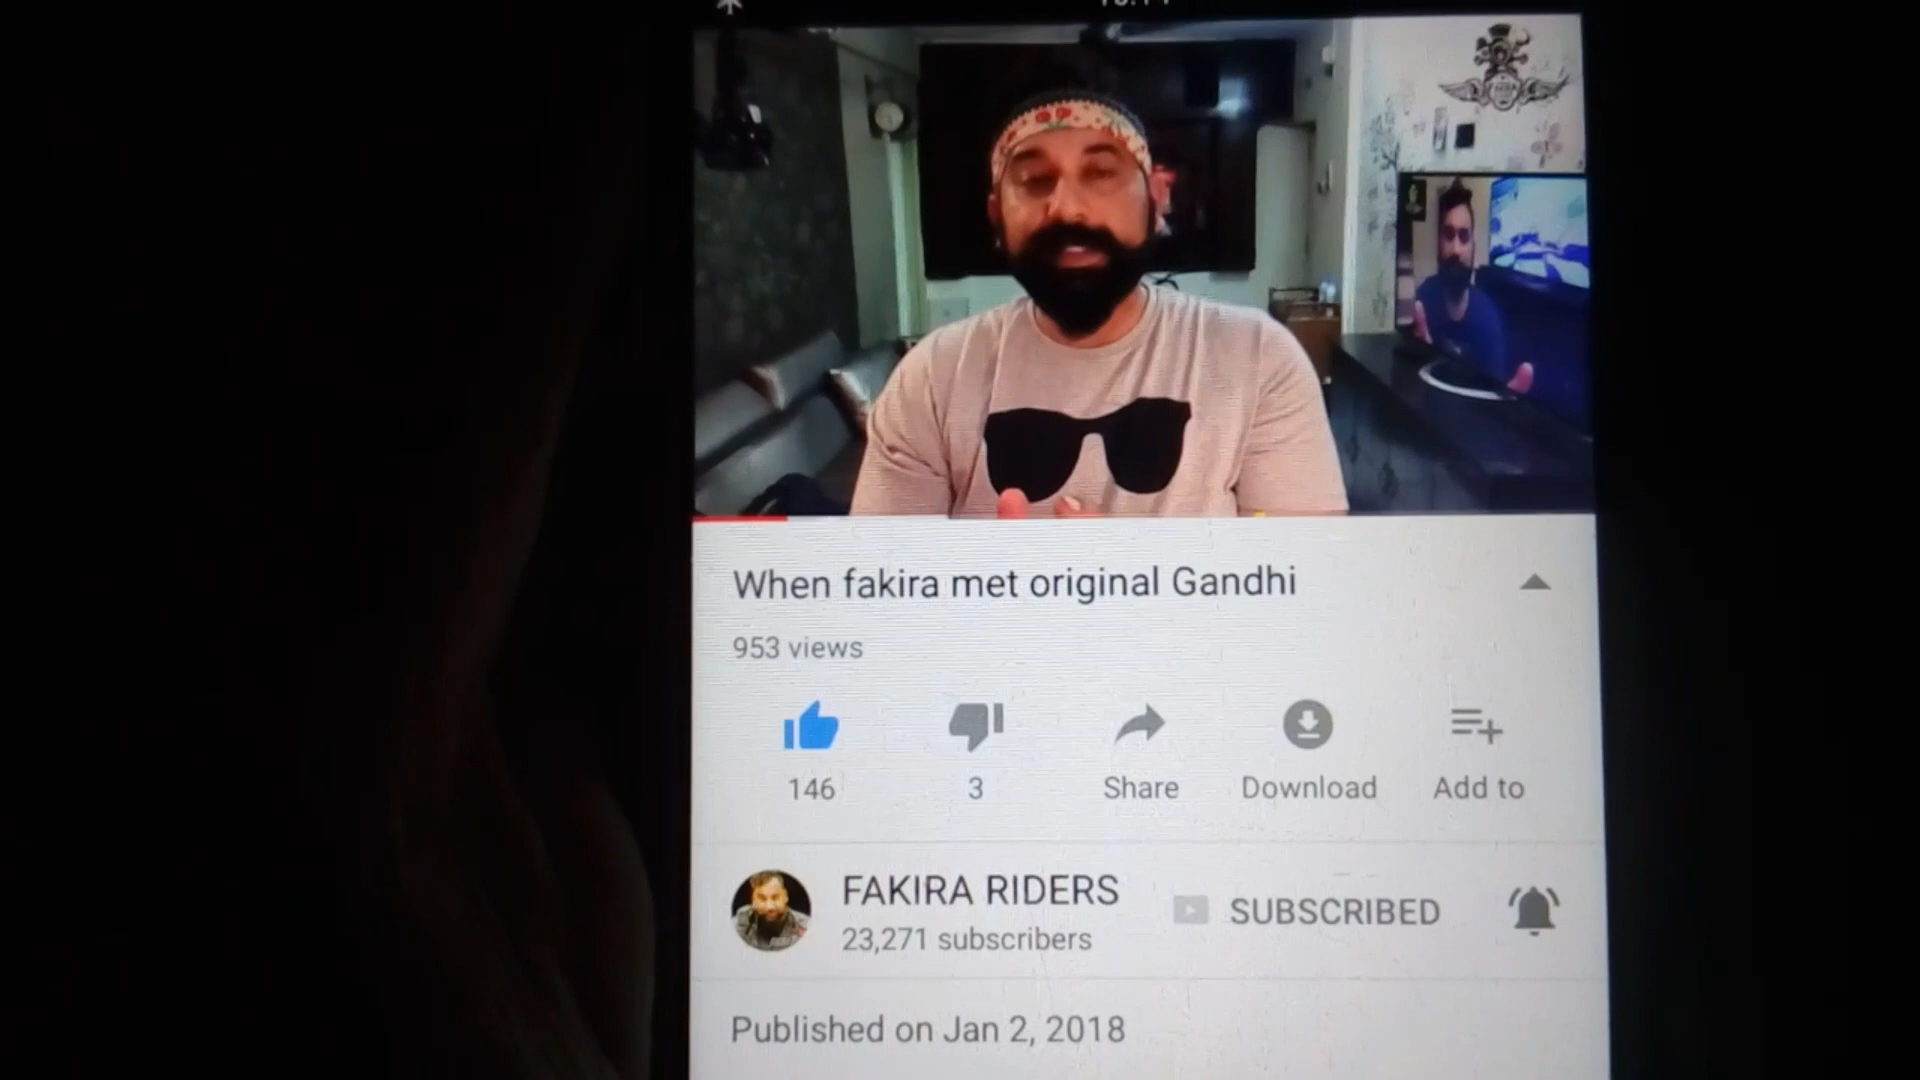 When fakira met original Gandhi
953 views
146
3
Share
Download
Add to
FAKIRA RIDERS
SUBSCRIBED
23,271 subscribers
Published on Jan 2, 2018